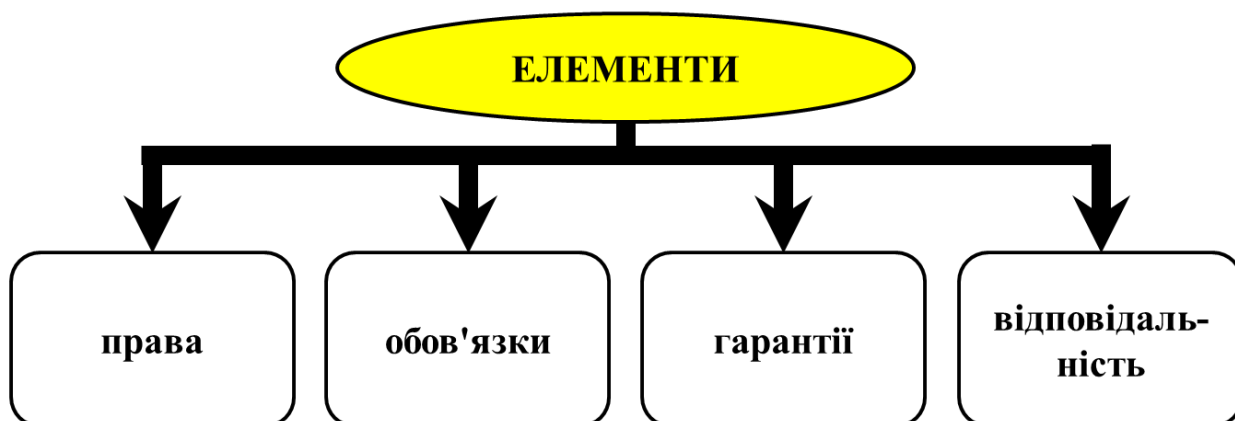 ЕЛЕМЕНТИ
права
обов'язки
гарантії
відповідаль-
ність